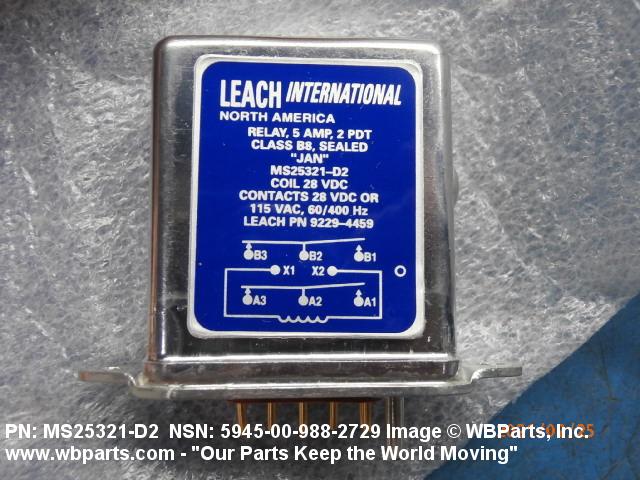 LEACH INTERNATIONAL
NORTH AMERICA
RELAY, 5 AMP, 2 PDT
CLASS B8, SEALED
"JAN"
MS25321-D2
COIL 28 VDC
CONTACTS 28 VDC OR
115 VAC, 60/400 Hz
LEACH PN 9229-4459
B3 B2 B1
X1 X2
A3 A2 A1
PN: MS25321-D2 NSN: 5945-00-988-2729 Image © WBParts, Inc.
www.wbparts.com - "Our Parts Keep the World Moving"